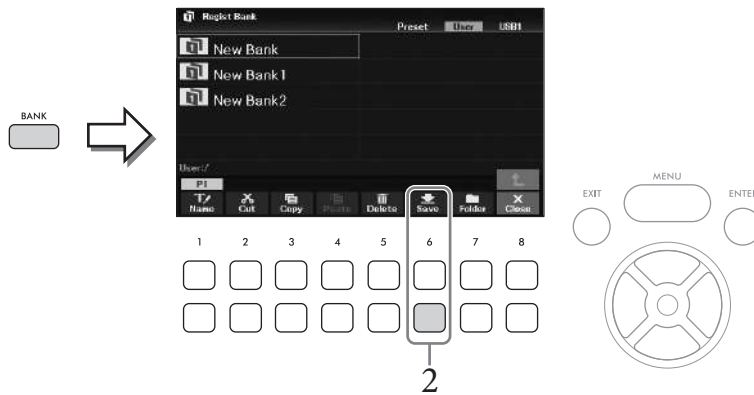 Regist Bank
Preset User USB1
New Bank
New Bank1
New Bank2
BANK
User:/
P1
Name Cut Copy Paste Delete Save Folder Close
EXIT MENU ENTER
1 2 3 4 5 6 7 8
2